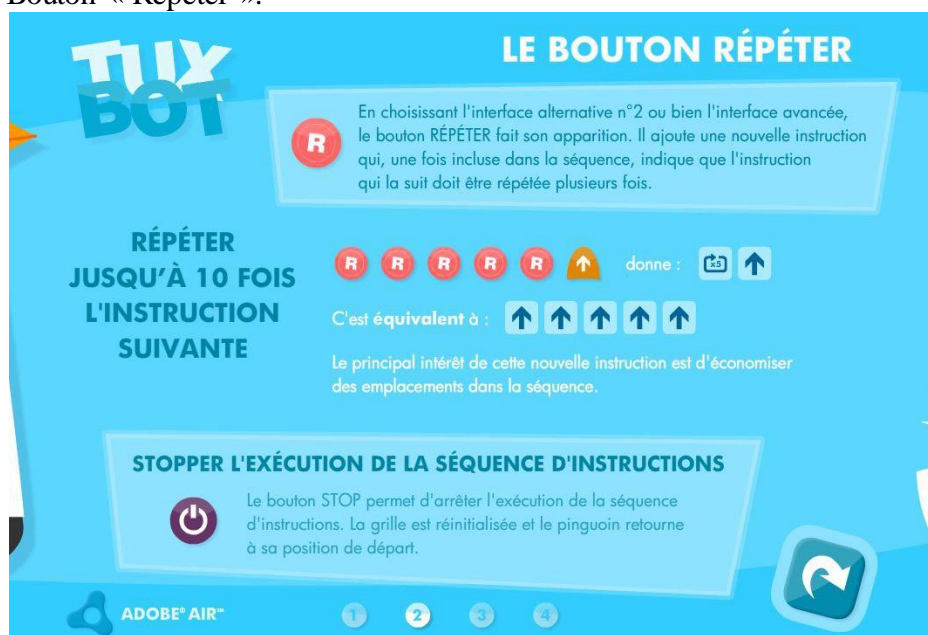 Bouton « Répéter ».
TUX
BOT
LE BOUTON RÉPÉTER
R
En choisissant l'interface alternative n°2 ou bien l'interface avancée,
le bouton RÉPÉTER fait son apparition. Il ajoute une nouvelle instruction
qui, une fois incluse dans la séquence, indique que l'instruction
qui la suit doit être répétée plusieurs fois.
RÉPÉTER
JUSQU'À 10 FOIS
L'INSTRUCTION
SUIVANTE
R R R R R donne : x5
C'est équivalent à :
Le principal intérêt de cette nouvelle instruction est d'économiser
des emplacements dans la séquence.
STOPPER L'EXÉCUTION DE LA SÉQUENCE D'INSTRUCTIONS
Le bouton STOP permet d'arrêter l'exécution de la séquence
d'instructions. La grille est réinitialisée et le pinguoin retourne
à sa position de départ.
ADOBE® AIR™
1 2 3 4